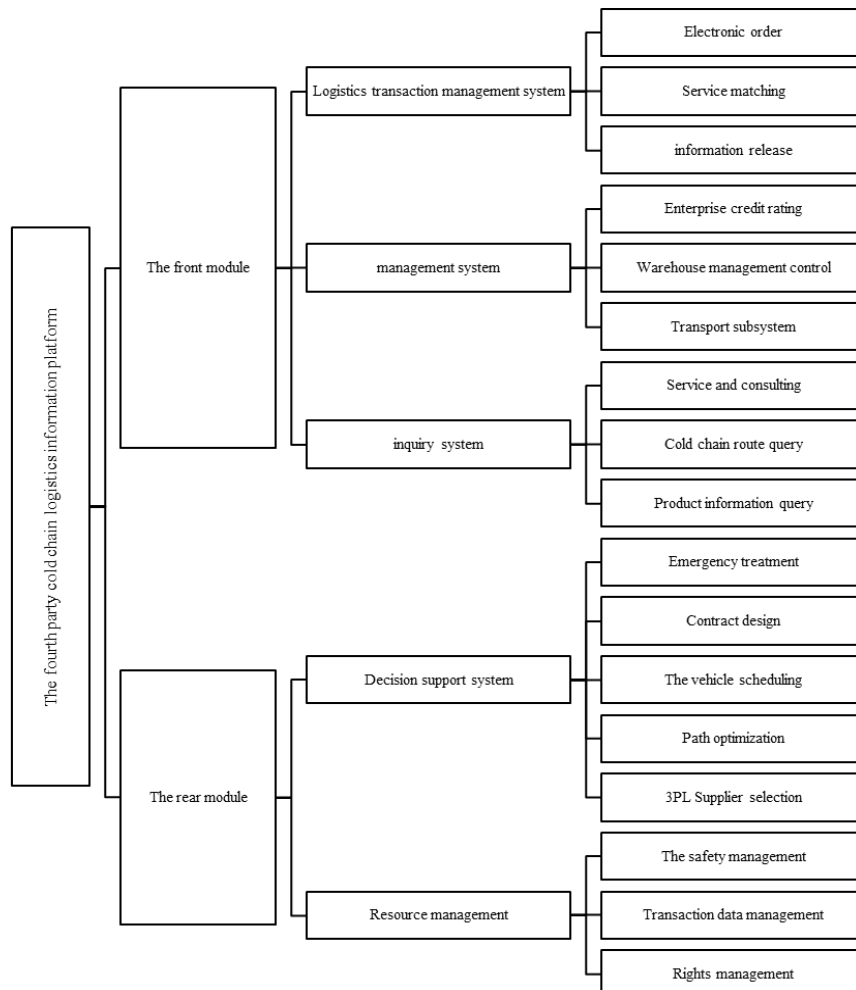 The fourth party cold chain logistics information platform
The front module
Logistics transaction management system
Electronic order
Service matching
information release
management system
Enterprise credit rating
Warehouse management control
Transport subsystem
inquiry system
Service and consulting
Cold chain route query
Product information query
The rear module
Decision support system
Emergency treatment
Contract design
The vehicle scheduling
Path optimization
3PL Supplier selection
Resource management
The safety management
Transaction data management
Rights management